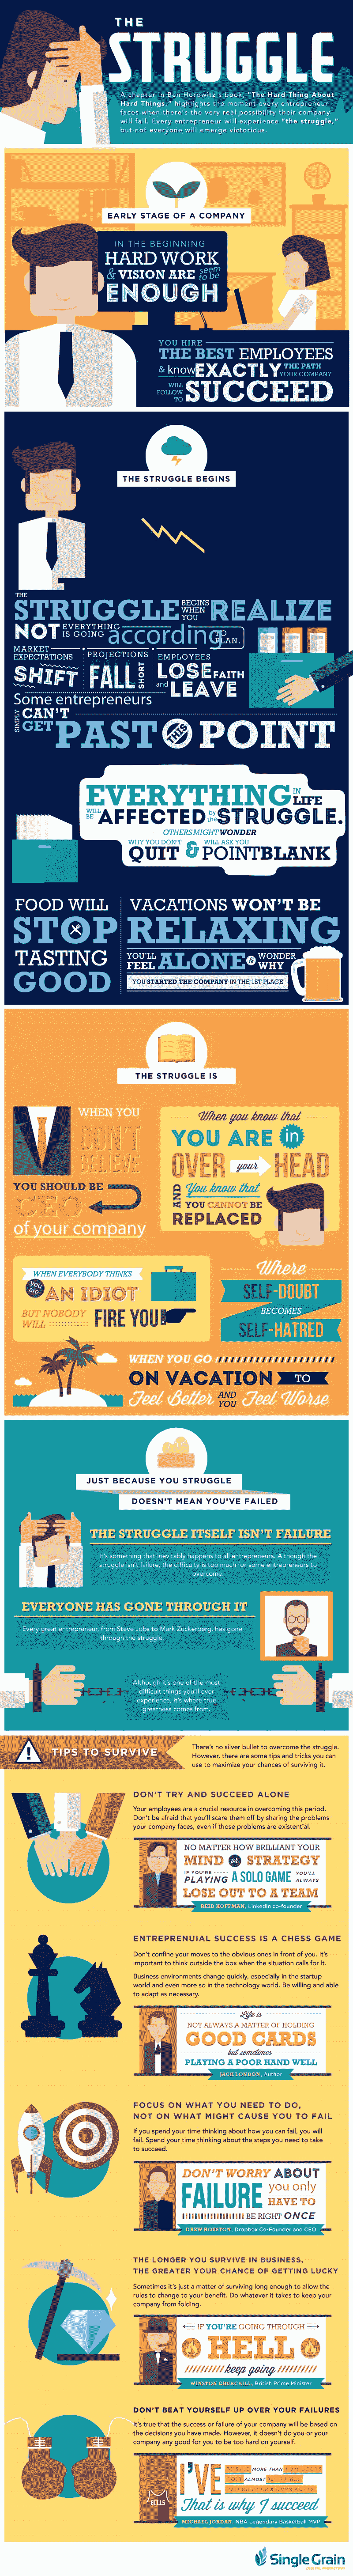 THE
STRUGGLE
A chapter in Ben Horowitz's book, "The Hard Thing About
Hard Things," highlights the moment every entrepreneur
faces when there's the very real possibility their company
will fail. Every entrepreneur will experience "the struggle,"
but not everyone will emerge victorious.
EARLY STAGE OF A COMPANY
IN THE BEGINNING
HARD WORK
& VISION ARE seem to be
ENOUGH
YOU HIRE
THE BEST EMPLOYEES
& know EXACTLY THE PATH YOUR COMPANY
WILL FOLLOW TO SUCCEED
THE STRUGGLE BEGINS
THE
STRUGGLE BEGINS WHEN YOU REALIZE
NOT EVERYTHING IS GOING according TO PLAN.
MARKET EXPECTATIONS SHIFT
PROJECTIONS FALL SHORT
EMPLOYEES LOSE FAITH
and LEAVE
Some entrepreneurs
SIMPLY CAN'T GET PAST THIS POINT
EVERYTHING IN LIFE
WILL BE AFFECTED by the STRUGGLE.
OTHERS MIGHT WONDER
WHY YOU DON'T WILL ASK YOU
QUIT & POINTBLANK
FOOD WILL
STOP
TASTING
GOOD
VACATIONS WON'T BE
RELAXING
YOU'LL FEEL ALONE & WONDER WHY
YOU STARTED THE COMPANY IN THE 1ST PLACE
THE STRUGGLE IS
WHEN YOU
DON'T
BELIEVE
YOU SHOULD BE
CEO
of your company
When you know that
YOU ARE in
OVER your HEAD
AND You know that
YOU CANNOT BE
REPLACED
WHEN EVERYBODY THINKS
you are AN IDIOT
BUT NOBODY WILL FIRE YOU!
Where
SELF-DOUBT
BECOMES
SELF-HATRED
WHEN YOU GO
ON VACATION TO
Feel Better AND YOU Feel Worse
JUST BECAUSE YOU STRUGGLE
DOESN'T MEAN YOU'VE FAILED
THE STRUGGLE ITSELF ISN'T FAILURE
It's something that inevitably happens to all entrepreneurs. Although the
struggle isn't failure, the difficulty is too much for some entrepreneurs to
overcome.
EVERYONE HAS GONE THROUGH IT
Every great entrepreneur, from Steve Jobs to Mark Zuckerberg, has gone
through the struggle.
Although it's one of the most
difficult things you'll ever
experience, it's where true
greatness comes from.
TIPS TO SURVIVE
There's no silver bullet to overcome the struggle.
However, there are some tips and tricks you can
use to maximize your chances of surviving it.
DON'T TRY AND SUCCEED ALONE
Your employees are a crucial resource in overcoming this period.
Don't be afraid that you'll scare them off by sharing the problems
your company faces, even if those problems are existential.
NO MATTER HOW BRILLIANT YOUR
MIND or STRATEGY
IF YOU'RE PLAYING A SOLO GAME YOU'LL ALWAYS
LOSE OUT TO A TEAM
REID HOFFMAN, LinkedIn co-founder
ENTREPRENUIAL SUCCESS IS A CHESS GAME
Don't confine your moves to the obvious ones in front of you. It's
important to think outside the box when the situation calls for it.
Business environments change quickly, especially in the startup
world and even more so in the technology world. Be willing and able
to adapt as necessary.
Life is
NOT ALWAYS A MATTER OF HOLDING
GOOD CARDS
but sometimes
PLAYING A POOR HAND WELL
JACK LONDON, Author
FOCUS ON WHAT YOU NEED TO DO,
NOT ON WHAT MIGHT CAUSE YOU TO FAIL
If you spend your time thinking about how you can fail, you will
fail. Spend your time thinking about the steps you need to take
to succeed.
DON'T WORRY ABOUT
FAILURE you only
HAVE TO
BE RIGHT ONCE
DREW HOUSTON, Dropbox Co-Founder and CEO
THE LONGER YOU SURVIVE IN BUSINESS,
THE GREATER YOUR CHANCE OF GETTING LUCKY
Sometimes it's just a matter of surviving long enough to allow the
rules to change to your benefit. Do whatever it takes to keep your
company from folding.
IF YOU'RE GOING THROUGH
HELL
keep going
WINSTON CHURCHILL, British Prime Minister
DON'T BEAT YOURSELF UP OVER YOUR FAILURES
It's true that the success or failure of your company will be based on
the decisions you have made. However, it doesn't do you or your
company any good for you to be too hard on yourself.
BULLS
I'VE
MORE THAN
ALMOST
That is why I succeed
MICHAEL JORDAN, NBA Legendary Basketball MVP
Single Grain